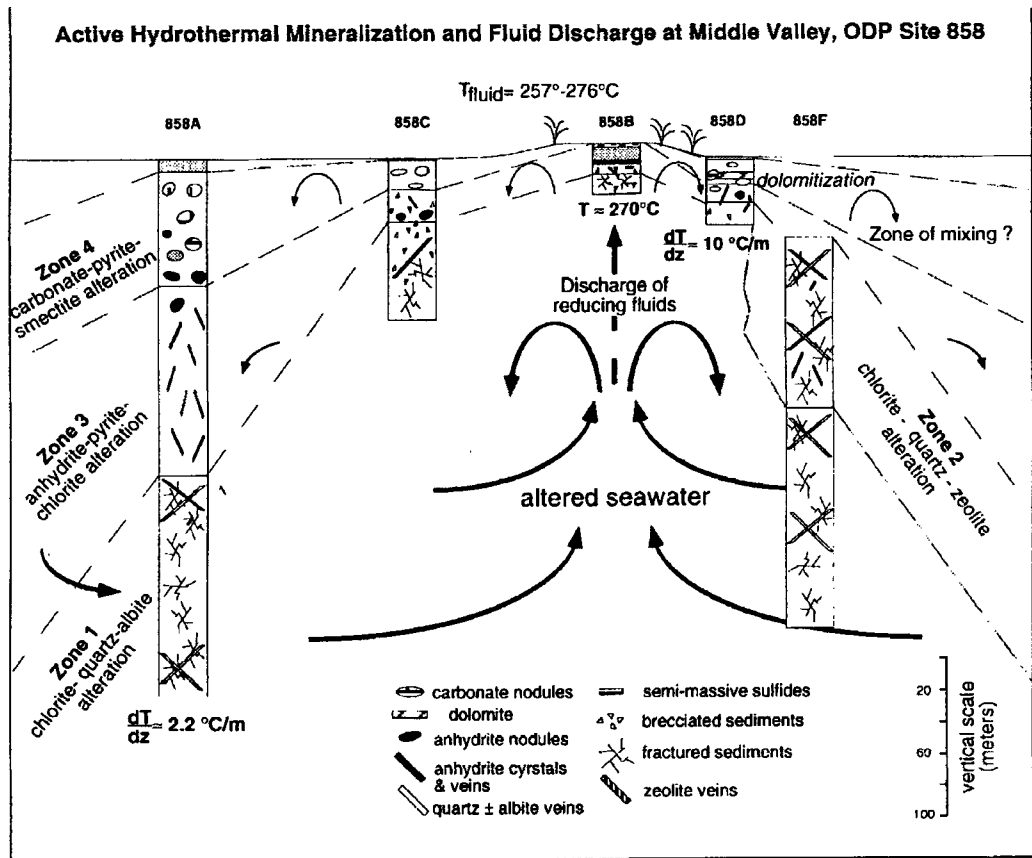 Active Hydrothermal Mineralization and Fluid Discharge at Middle Valley, ODP Site 858
Tfluid= 257°-276°C
858A
858C
858B
858D
858F
dolomitization
T ≈ 270°C
dT/dz ≈ 10 °C/m
Zone of mixing ?
Zone 4
carbonate-pyrite-
smectite alteration
Discharge of
reducing fluids
Zone 3
anhydrite-pyrite-
chlorite alteration
Zone 2
chlorite - quartz - zeolite
alteration
altered seawater
Zone 1
chlorite- quartz-albite
alteration
dT/dz ≈ 2.2 °C/m
carbonate nodules
dolomite
anhydrite nodules
anhydrite cyrstals
& veins
quartz ± albite veins
semi-massive sulfides
brecciated sediments
fractured sediments
zeolite veins
20
60
100
vertical scale
(meters)